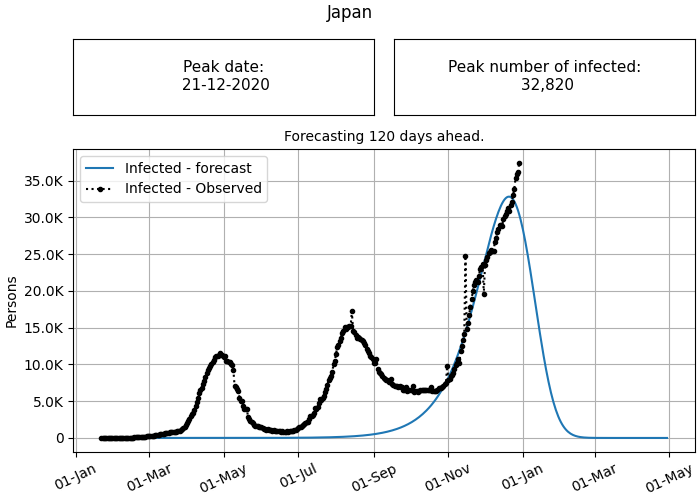 Japan
Peak date:
21-12-2020
Peak number of infected:
32,820
Forecasting 120 days ahead.
Infected - forecast
Infected - Observed
Persons
35.0K
30.0K
25.0K
20.0K
15.0K
10.0K
5.0K
0
01-Jan
01-Mar
01-May
01-Jul
01-Sep
01-Nov
01-Jan
01-Mar
01-May